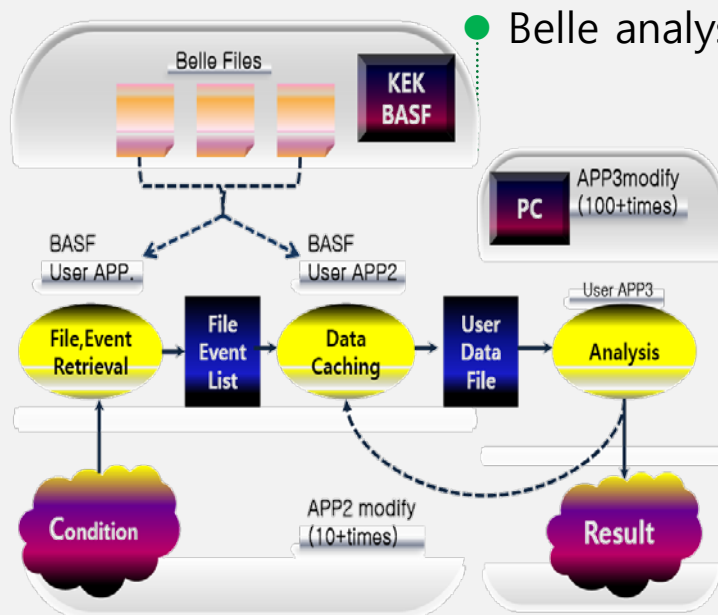 Belle analys
Belle Files
KEK
BASF
PC
APP3modify
(100+times)
BASF
User APP.
BASF
User APP2
User APP3
File,Event
Retrieval
File
Event
List
Data
Caching
User
Data
File
Analysis
Condition
APP2 modify
(10+times)
Result